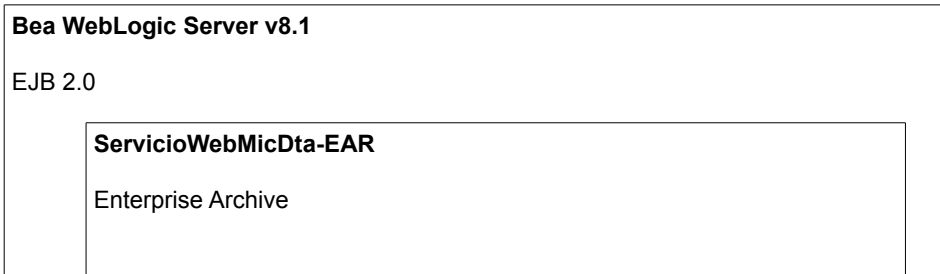 Bea WebLogic Server v8.1
EJB 2.0
ServicioWebMicDta-EAR
Enterprise Archive